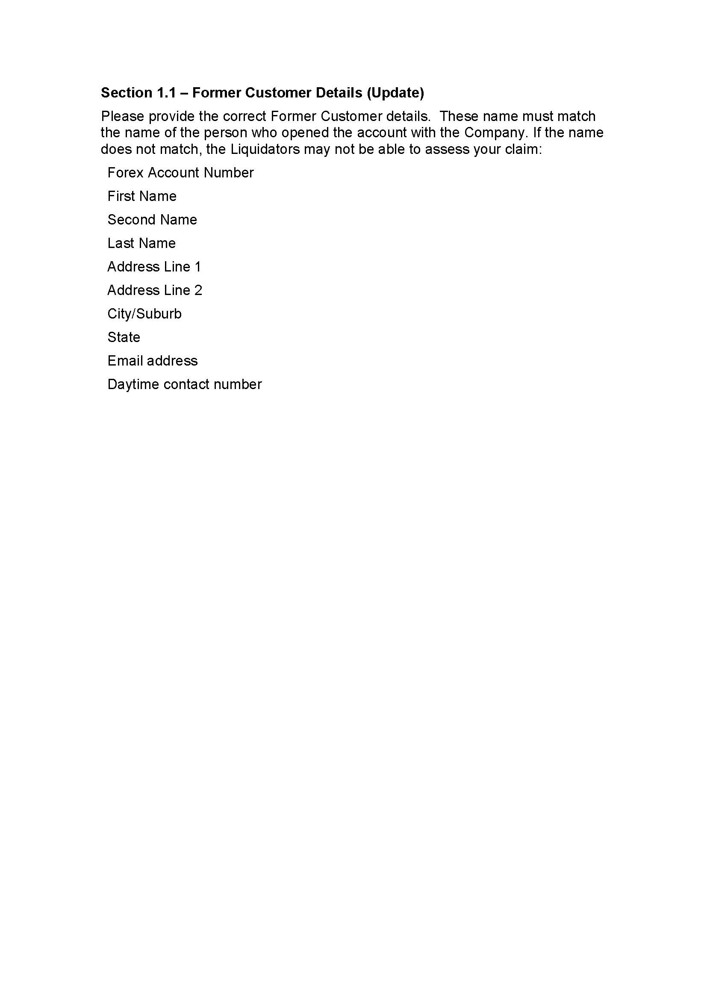 Section 1.1 – Former Customer Details (Update)
Please provide the correct Former Customer details.  These name must match
the name of the person who opened the account with the Company. If the name
does not match, the Liquidators may not be able to assess your claim:
Forex Account Number
First Name
Second Name
Last Name
Address Line 1
Address Line 2
City/Suburb
State
Email address
Daytime contact number